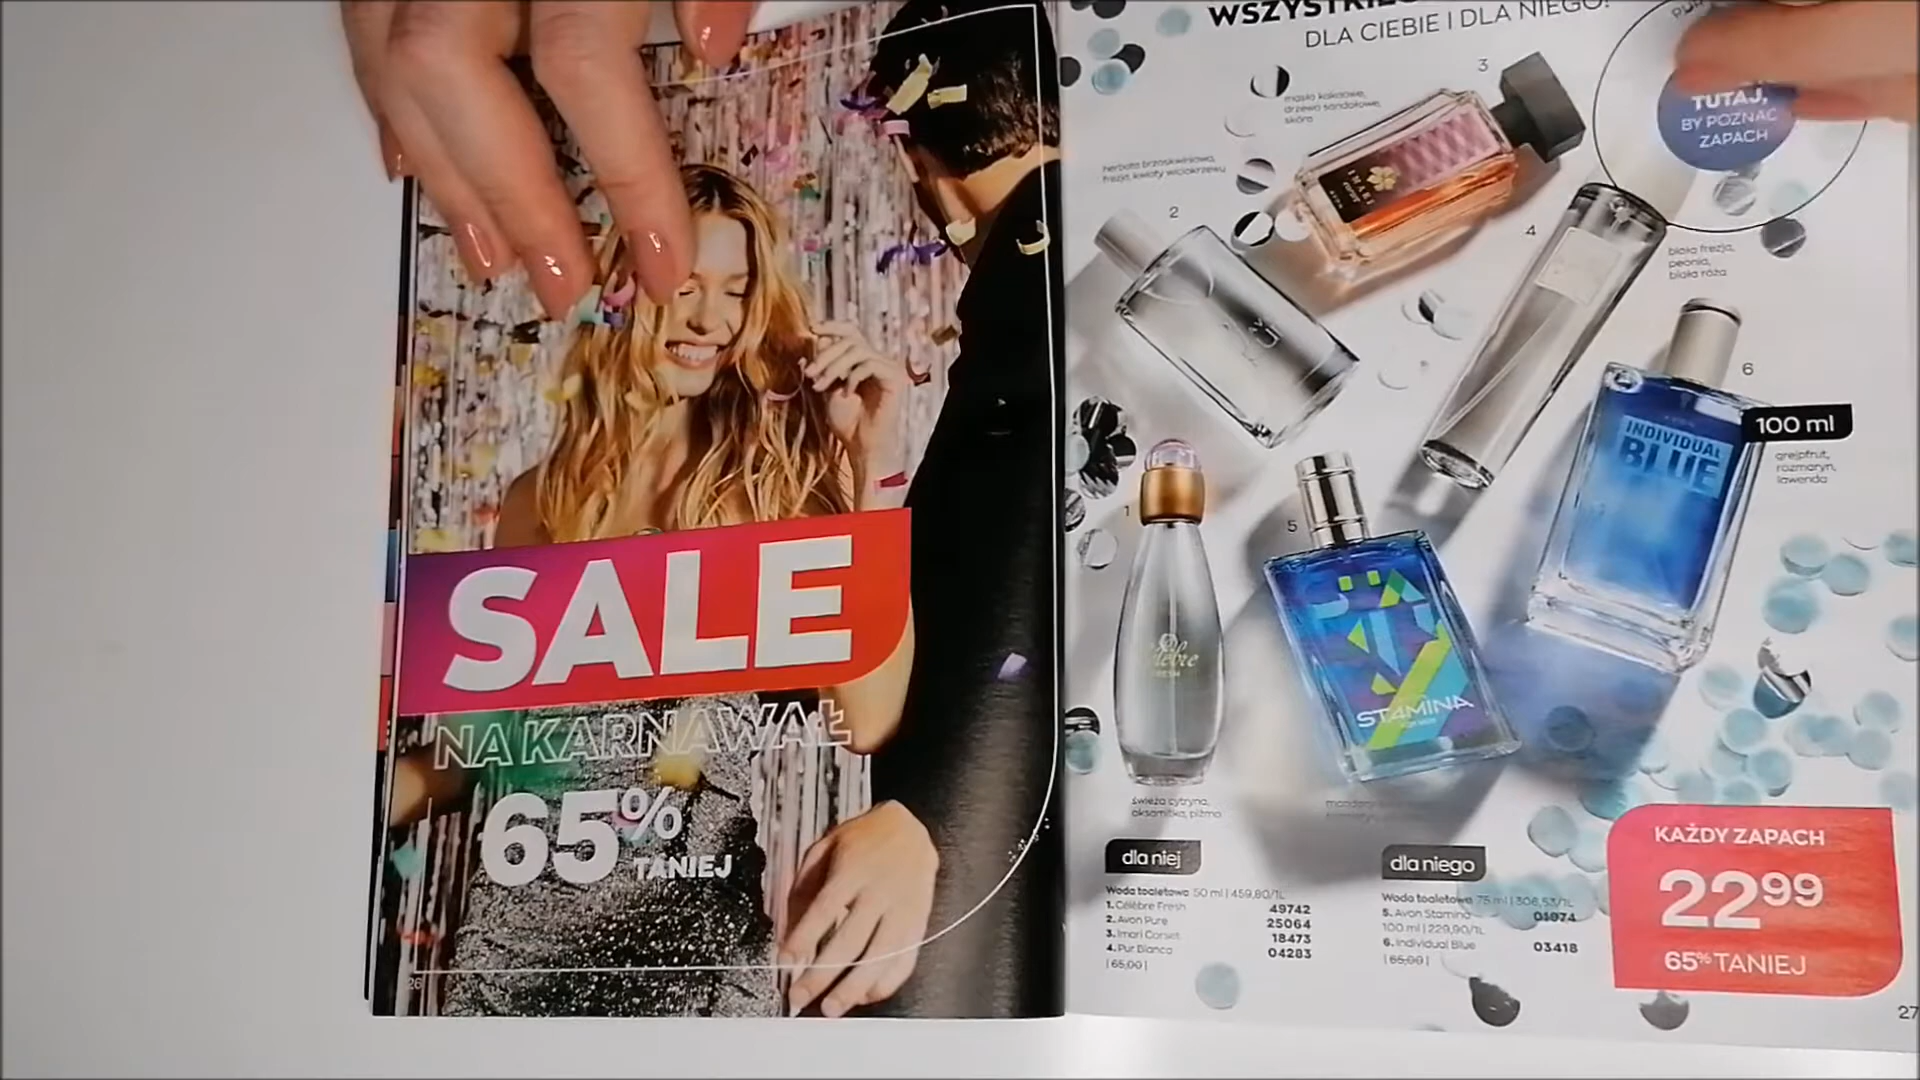 SALE
NA KARNAWAŁ
65%
TANIEJ
26
DLA CIEBIE I DLA NIEGO!
TUTAJ,
BY POZNAĆ
ZAPACH
3
masło kakaowe,
drzewo sandałowe,
skóra
herbata brzoskwiniowa,
frezja, kwiaty wiciokrzewu
2
4
biała frezja,
peonia,
biała róża
IMARI
6
100 ml
grejpfrut,
rozmaryn,
lawenda
INDIVIDUAL
BLUE
1
5
STAMINA
świeża cytryna,
aksamitka, piżmo
dla niej
Woda toaletowa 50 ml | 459,80/1L
1. Célèbre Fresh 49742
2. Avon Pure 25064
3. Imari Corset 18473
4. Pur Blanca 04283
| 65,00 |
dla niego
Woda toaletowa 75 ml | 306,53/1L
5. Avon Stamina 01074
100 ml | 229,90/1L
6. Individual Blue 03418
| 65,00 |
KAŻDY ZAPACH
2299
65% TANIEJ
27